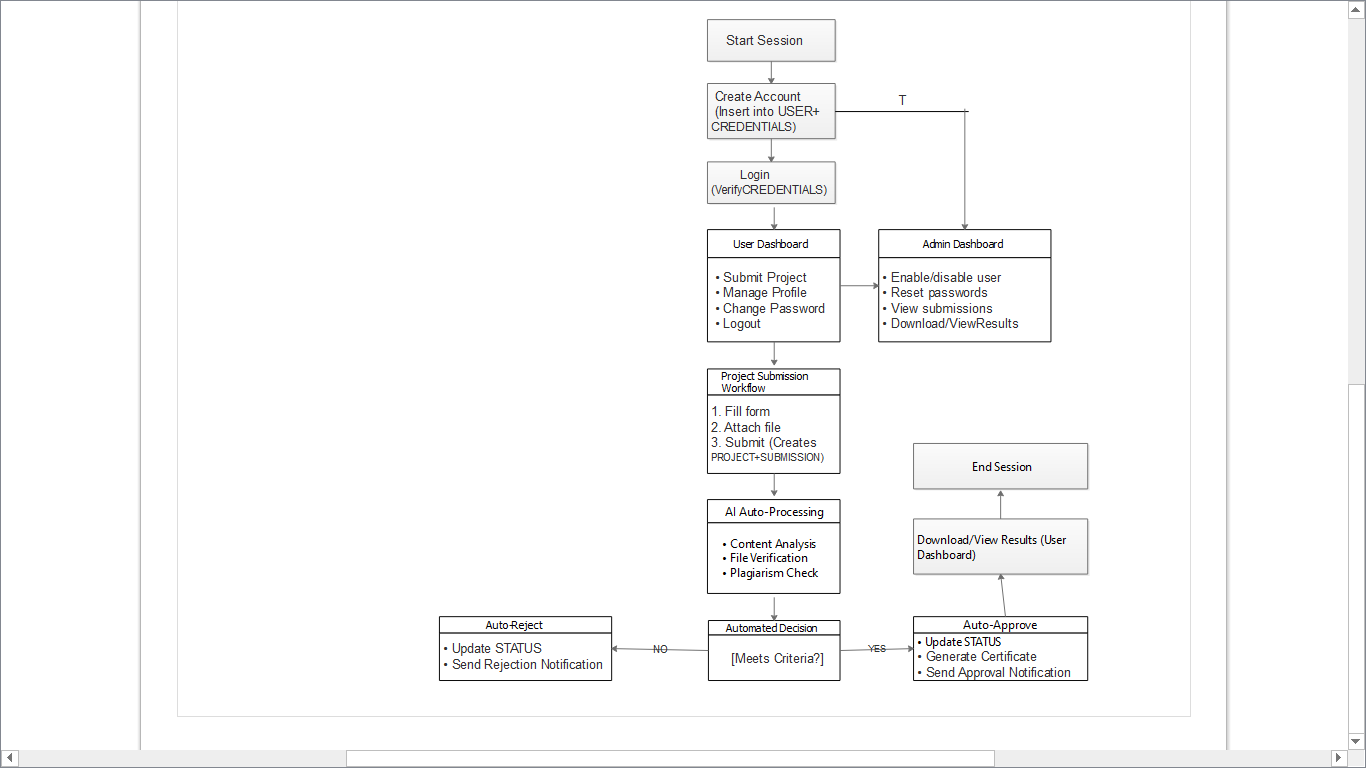 Start Session
Create Account
(Insert into USER+
CREDENTIALS)
T
Login
(VerifyCREDENTIALS)
User Dashboard
• Submit Project
• Manage Profile
• Change Password
• Logout
Admin Dashboard
• Enable/disable user
• Reset passwords
• View submissions
• Download/ViewResults
Project Submission
Workflow
1. Fill form
2. Attach file
3. Submit (Creates
PROJECT+SUBMISSION)
End Session
AI Auto-Processing
• Content Analysis
• File Verification
• Plagiarism Check
Download/View Results (User
Dashboard)
Auto-Reject
• Update STATUS
• Send Rejection Notification
NO
Automated Decision
[Meets Criteria?]
YES
Auto-Approve
• Update STATUS
• Generate Certificate
• Send Approval Notification